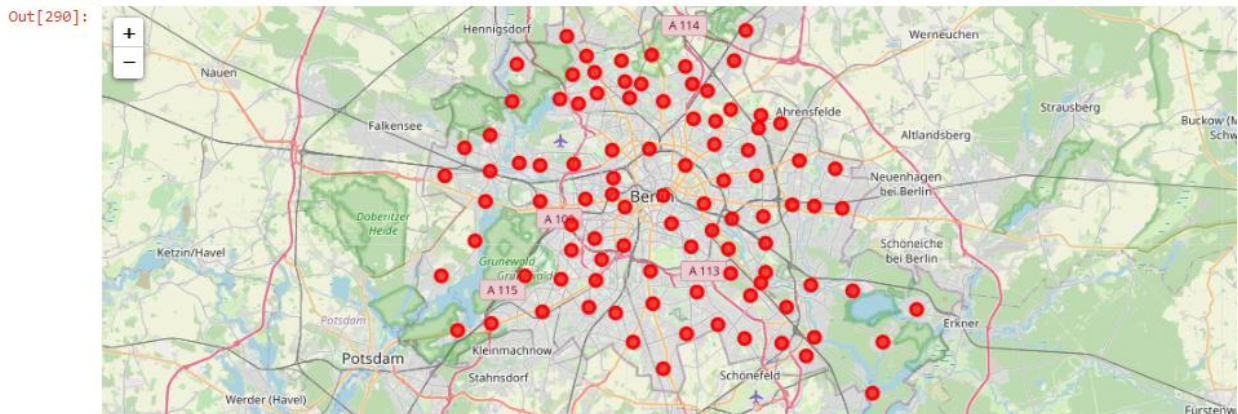 Out[290]:
+
−
Hennigsdorf
A 114
Werneuchen
Nauen
Ahrensfelde
Strausberg
Falkensee
Altlandsberg
Buckow (M
Schw
Neuenhagen
bei Berlin
Berlin
Doberitzer
Heide
A 100
Ketzin/Havel
Grunewald
Schöneiche
bei Berlin
A 113
A 115
Potsdam
Erkner
Potsdam
Kleinmachnow
Stahnsdorf
Schönefeld
Werder (Havel)
Fürstenw